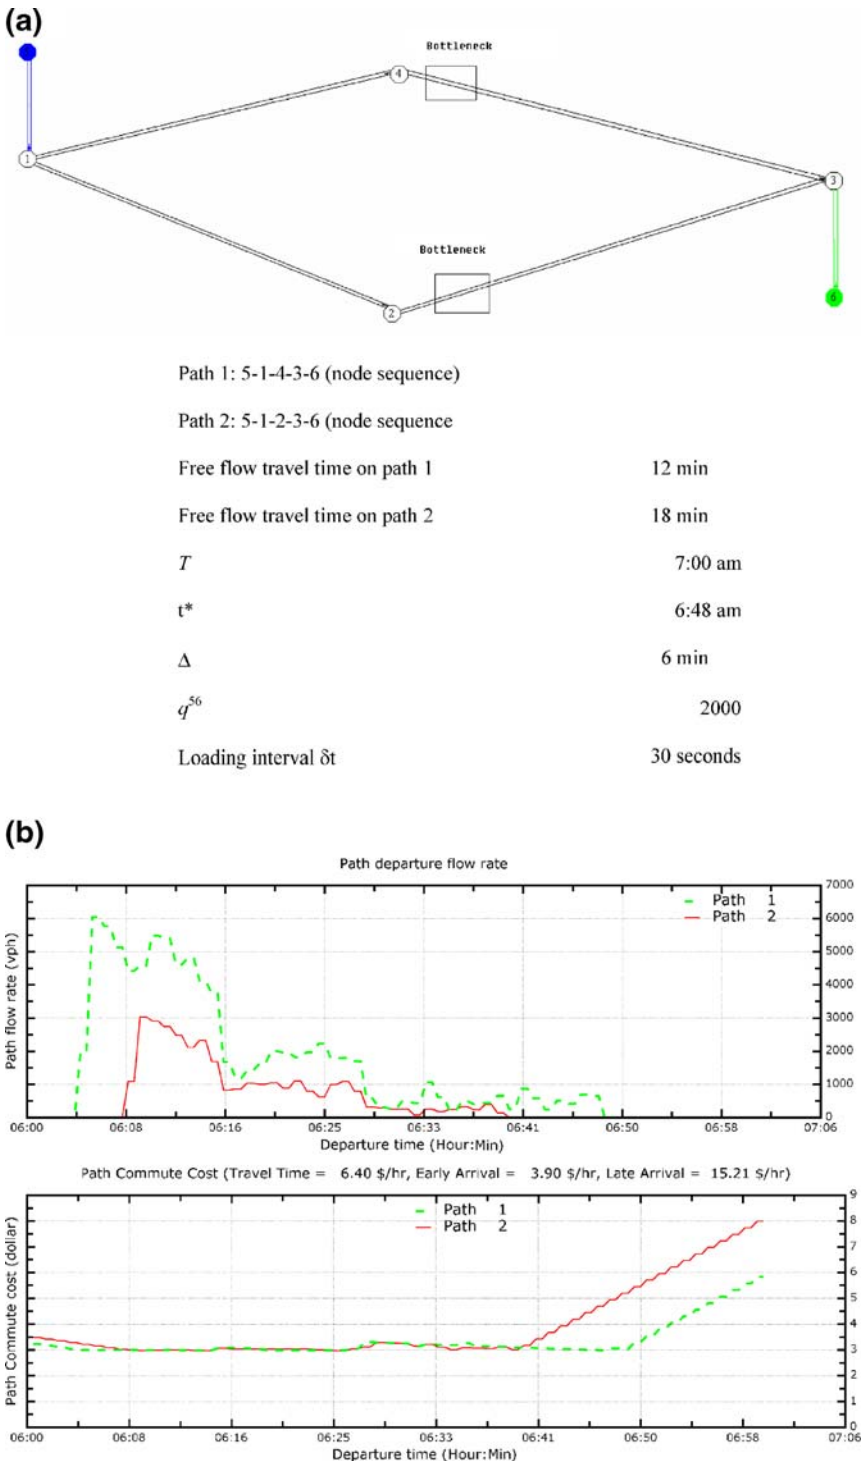 (a)
Bottleneck
4
1
3
Bottleneck
6
2
Path 1: 5-1-4-3-6 (node sequence)
Path 2: 5-1-2-3-6 (node sequence
Free flow travel time on path 1 12 min
Free flow travel time on path 2 18 min
T 7:00 am
t* 6:48 am
Δ 6 min
q⁵⁶ 2000
Loading interval δt 30 seconds
(b)
Path departure flow rate
7000
Path 1
6000
Path 2
5000
4000
3000
2000
1000
0
Path flow rate (vph)
06:00 06:08 06:16 06:25 06:33 06:41 06:50 06:58 07:06
Departure time (Hour:Min)
Path Commute Cost (Travel Time = 6.40 $/hr, Early Arrival = 3.90 $/hr, Late Arrival = 15.21 $/hr)
9
Path 1
8
Path 2
7
6
5
4
3
2
1
0
Path Commute cost (dollar)
06:00 06:08 06:16 06:25 06:33 06:41 06:50 06:58 07:06
Departure time (Hour:Min)